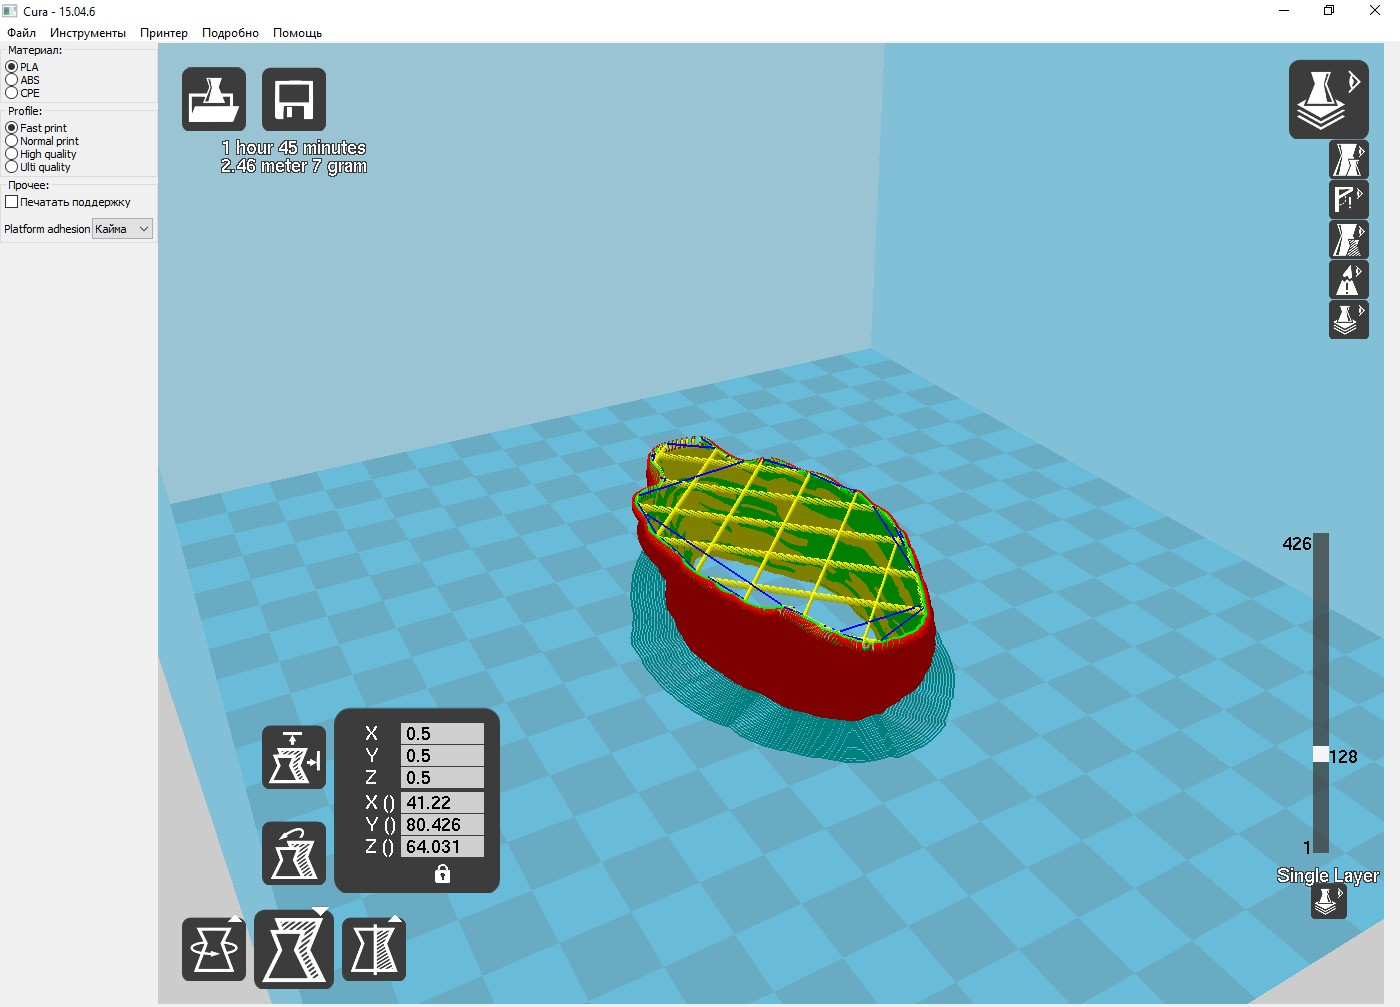 Cura - 15.04.6
Файл Инструменты Принтер Подробно Помощь
Материал:
PLA
ABS
CPE
Profile:
Fast print
Normal print
High quality
Ulti quality
Прочее:
Печатать поддержку
Platform adhesion Кайма
1 hour 45 minutes
2.46 meter 7 gram
X 0.5
Y 0.5
Z 0.5
X () 41.22
Y () 80.426
Z () 64.031
426
128
1
Single Layer